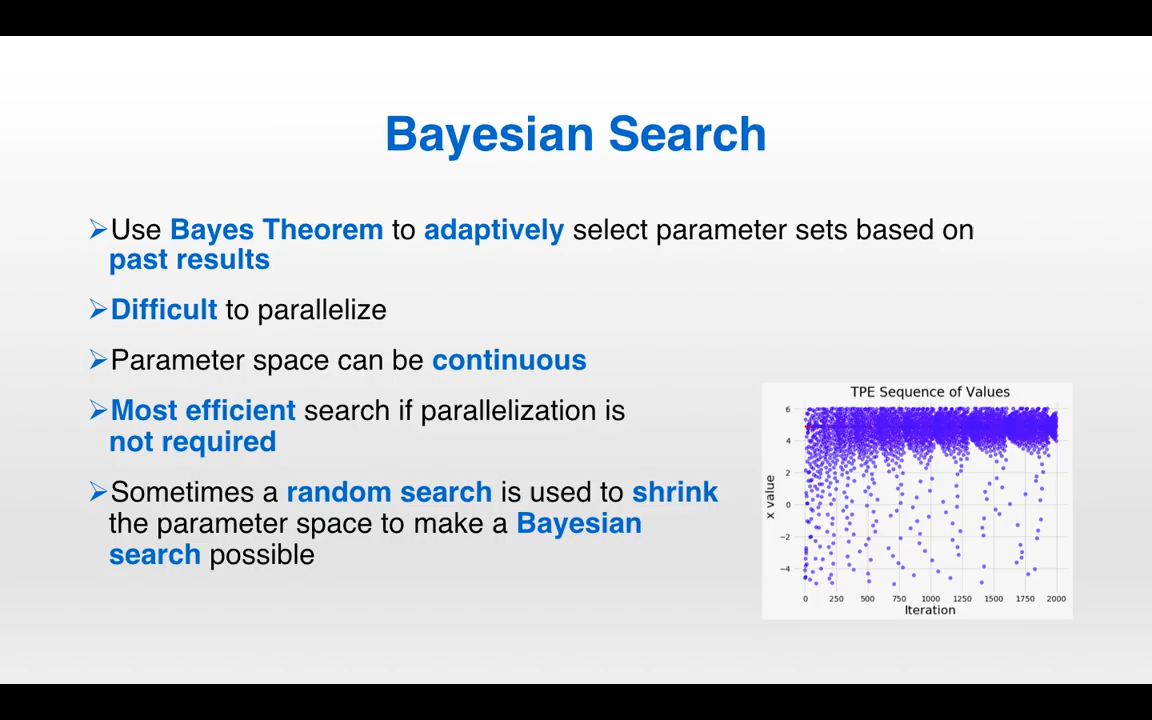 Bayesian Search
➢Use Bayes Theorem to adaptively select parameter sets based on
past results
➢Difficult to parallelize
➢Parameter space can be continuous
➢Most efficient search if parallelization is
not required
➢Sometimes a random search is used to shrink
the parameter space to make a Bayesian
search possible
TPE Sequence of Values
6
4
2
0
−2
−4
x value
0 250 500 750 1000 1250 1500 1750 2000
Iteration